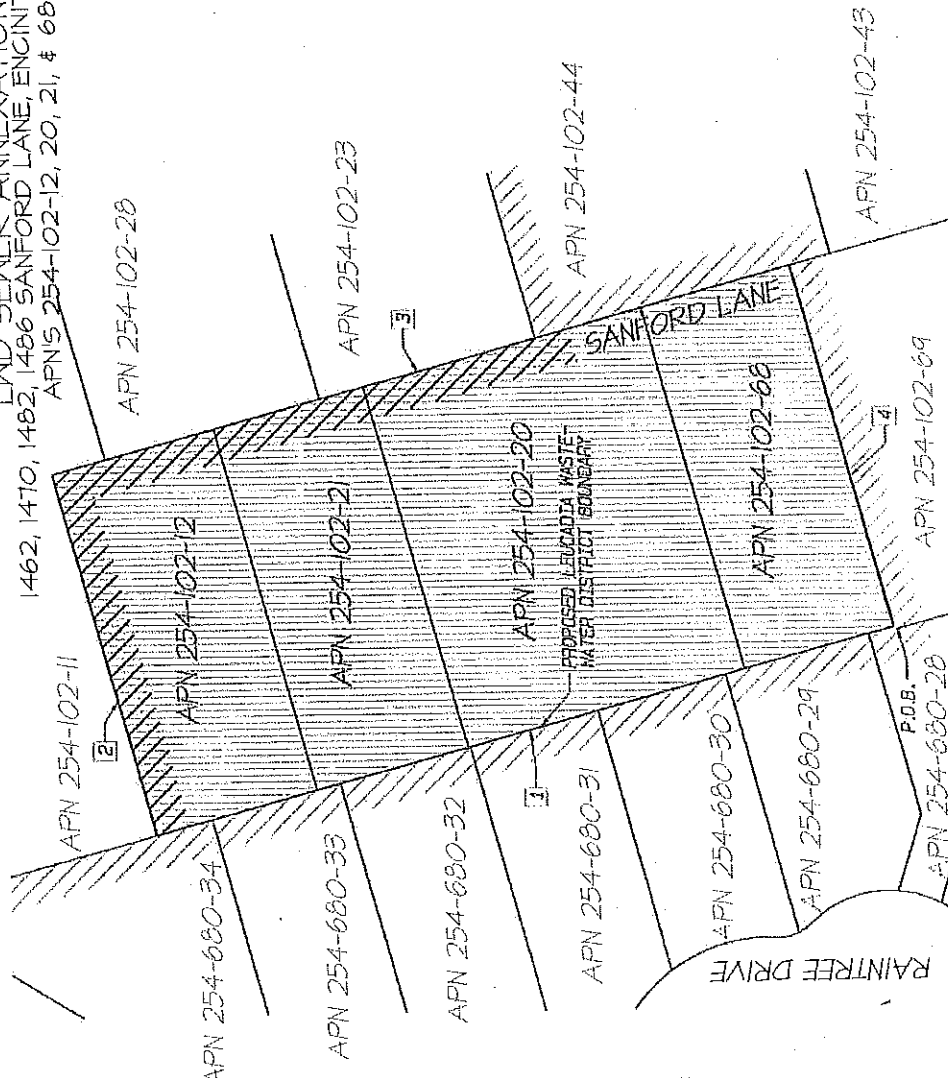 LWD SEWER ANNEXATION
1462, 1470, 1482, 1486 SANFORD LANE, ENCINIT
APNS 254-102-12, 20, 21, & 68
APN 254-102-11
APN 254-102-28
2
APN 254-102-12
APN 254-102-23
3
APN 254-102-21
APN 254-102-44
APN 254-102-20
SANFORD LANE
PROPOSED LEUCADIA WASTE-
WATER DISTRICT BOUNDARY
APN 254-102-43
APN 254-102-68
4
APN 254-102-69
1
APN 254-680-34
APN 254-680-33
APN 254-680-32
APN 254-680-31
APN 254-680-30
APN 254-680-29
P.O.B.
APN 254-680-28
RAINTREE DRIVE